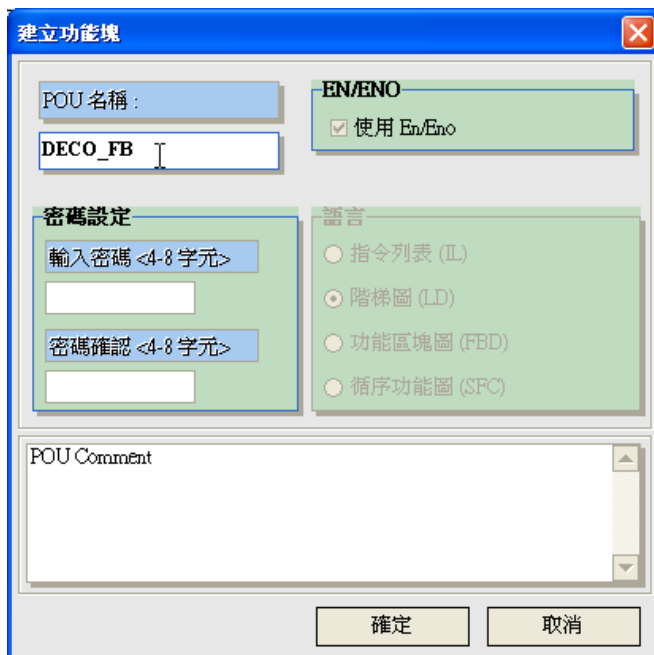 建立功能塊
POU 名稱 :
DECO_FB
EN/ENO
使用 En/Eno
密碼設定
輸入密碼 <4-8 字元>
密碼確認 <4-8 字元>
語言
指令列表 (IL)
階梯圖 (LD)
功能區塊圖 (FBD)
循序功能圖 (SFC)
POU Comment
確定
取消